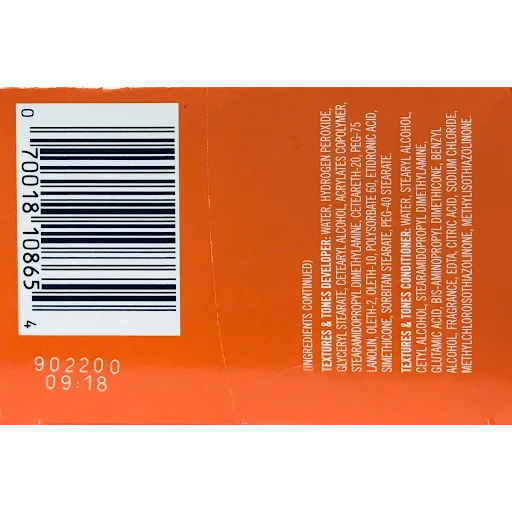 0 70018 10865 4
902200
09:18
(INGREDIENTS CONTINUED)
TEXTURES & TONES DEVELOPER: WATER, HYDROGEN PEROXIDE,
GLYCERYL STEARATE, CETEARYL ALCOHOL, ACRYLATES COPOLYMER,
STEARAMIDOPROPYL DIMETHYLAMINE, CETEARETH-20, PEG-75
LANOLIN, OLETH-2, OLETH-10, POLYSORBATE 60, ETIDRONIC ACID,
SIMETHICONE, SORBITAN STEARATE, PEG-40 STEARATE.
TEXTURES & TONES CONDITIONER: WATER, STEARYL ALCOHOL,
CETYL ALCOHOL, STEARAMIDOPROPYL DIMETHYLAMINE,
GLUTAMIC ACID, BIS-AMINOPROPYL DIMETHICONE, BENZYL
ALCOHOL, FRAGRANCE, EDTA, CITRIC ACID, SODIUM CHLORIDE,
METHYLCHLOROISOTHIAZOLINONE, METHYLISOTHIAZOLINONE.